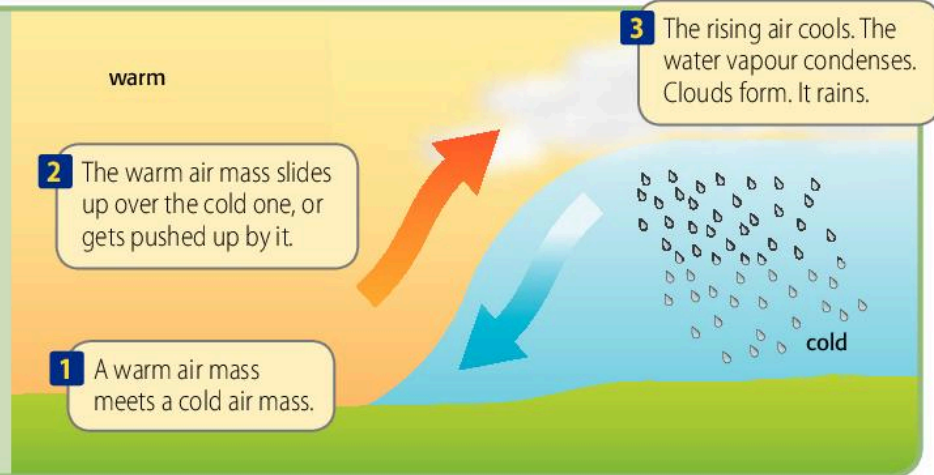 warm
1 A warm air mass
meets a cold air mass.
2 The warm air mass slides
up over the cold one, or
gets pushed up by it.
3 The rising air cools. The
water vapour condenses.
Clouds form. It rains.
cold